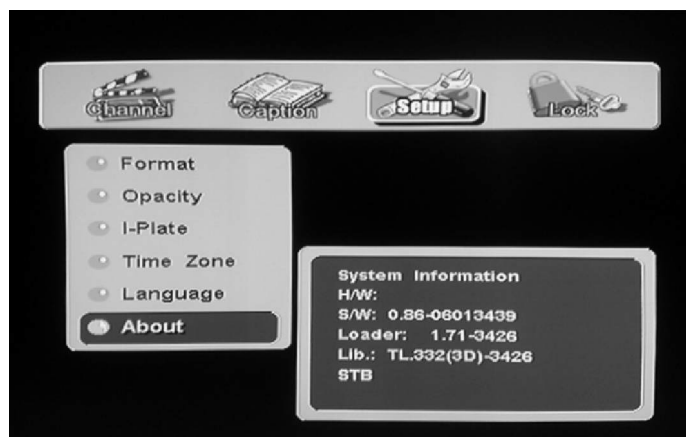 Channel Caption Setup Lock
Format
Opacity
I-Plate
Time Zone
Language
About
System Information
H/W:
S/W: 0.86-06013439
Loader: 1.71-3426
Lib.: TL.332(3D)-3426
STB